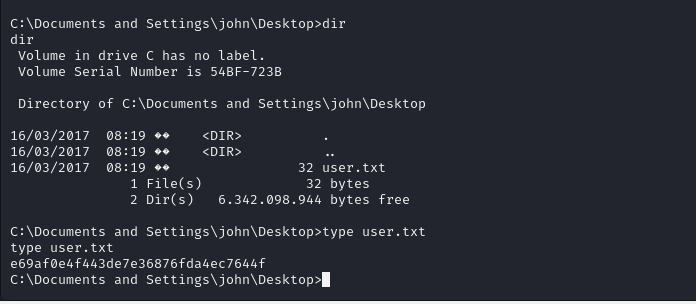 C:\Documents and Settings\john\Desktop>dir
dir
 Volume in drive C has no label.
 Volume Serial Number is 54BF-723B

 Directory of C:\Documents and Settings\john\Desktop

16/03/2017  08:19 ��    <DIR>          .
16/03/2017  08:19 ��    <DIR>          ..
16/03/2017  08:19 ��                32 user.txt
               1 File(s)             32 bytes
               2 Dir(s)   6.342.098.944 bytes free

C:\Documents and Settings\john\Desktop>type user.txt
type user.txt
e69af0e4f443de7e36876fda4ec7644f
C:\Documents and Settings\john\Desktop>